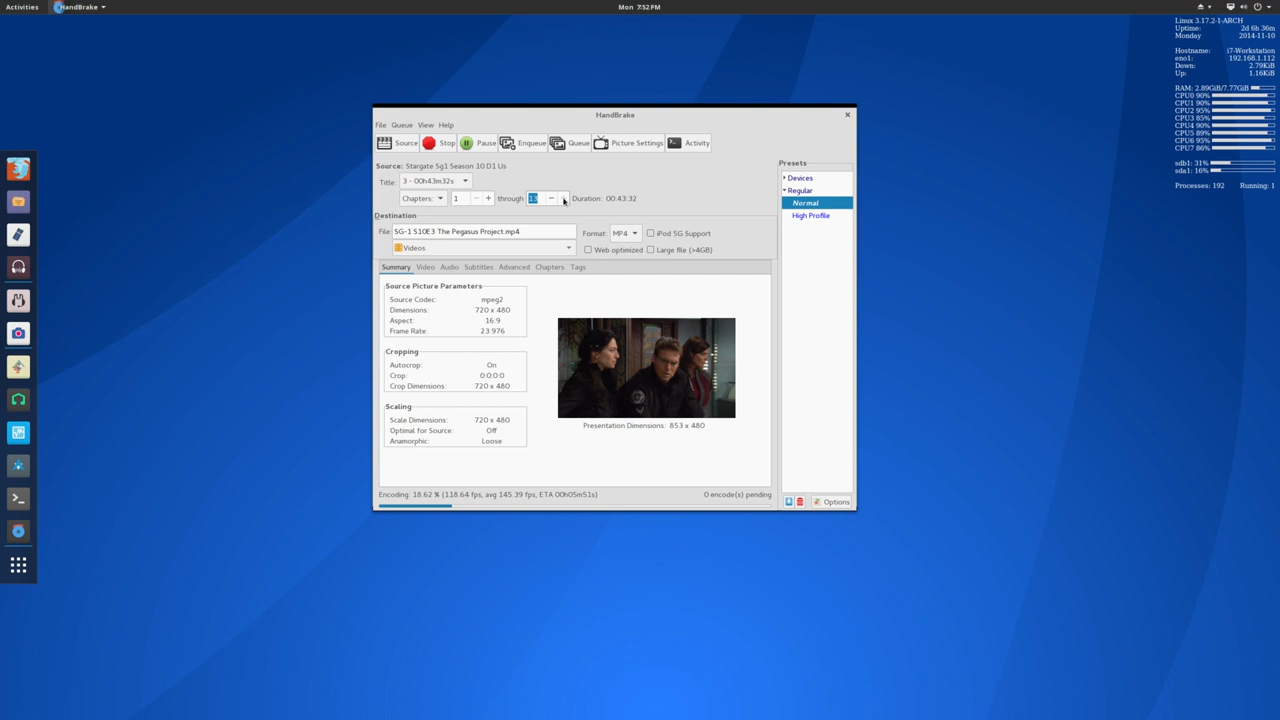 Activities HandBrake Mon 7:52PM
Linux 3.17.2-1-ARCH
Uptime: 2d 6h 36m
Monday 2014-11-10
Hostname: i7-Workstation
eno1: 192.168.1.112
Down: 2.79KiB
Up: 1.16KiB
RAM: 2.89GiB/7.77GiB
CPU0 90%
CPU1 90%
CPU2 95%
CPU3 85%
CPU4 90%
CPU5 89%
CPU6 95%
CPU7 86%
sdb1: 31%
sda1: 16%
Processes: 192 Running: 1
HandBrake
File Queue View Help
Source Stop Pause Enqueue Queue Picture Settings Activity
Source: Stargate Sg1 Season 10 D1 Us
Title: 3 - 00h43m32s
Chapters: 1 through 13 Duration: 00:43:32
Destination
File: SG-1 S10E3 The Pegasus Project.mp4 Format: MP4 iPod 5G Support
Videos Web optimized Large file (>4GB)
Summary Video Audio Subtitles Advanced Chapters Tags
Source Picture Parameters
Source Codec: mpeg2
Dimensions: 720 x 480
Aspect: 16.9
Frame Rate: 23.976
Cropping
Autocrop: On
Crop: 0:0:0:0
Crop Dimensions: 720 x 480
Scaling
Scale Dimensions: 720 x 480
Optimal for Source: Off
Anamorphic: Loose
Presentation Dimensions: 853 x 480
Encoding: 18.62 % (118.64 fps, avg 145.39 fps, ETA 00h05m51s) 0 encode(s) pending
Presets
Devices
Regular
Normal
High Profile
Options